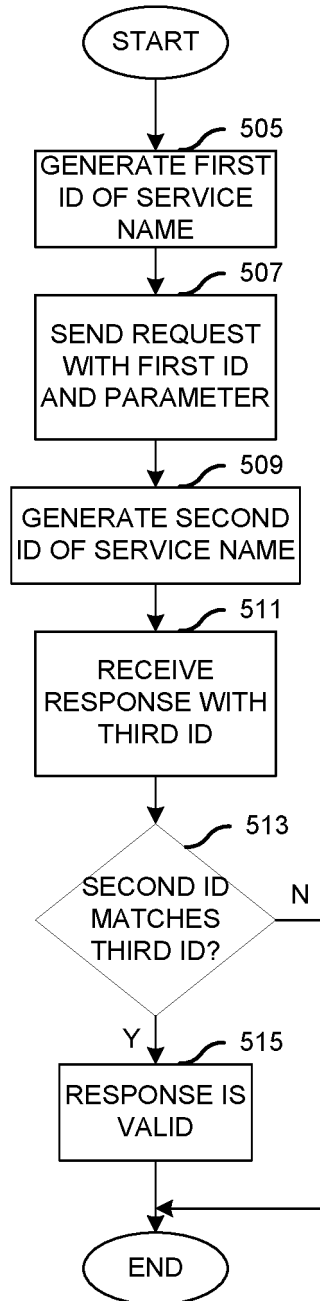 START
505
GENERATE FIRST
ID OF SERVICE
NAME
507
SEND REQUEST
WITH FIRST ID
AND PARAMETER
509
GENERATE SECOND
ID OF SERVICE NAME
511
RECEIVE
RESPONSE WITH
THIRD ID
513
SECOND ID
MATCHES
THIRD ID?
N
Y
515
RESPONSE IS
VALID
END